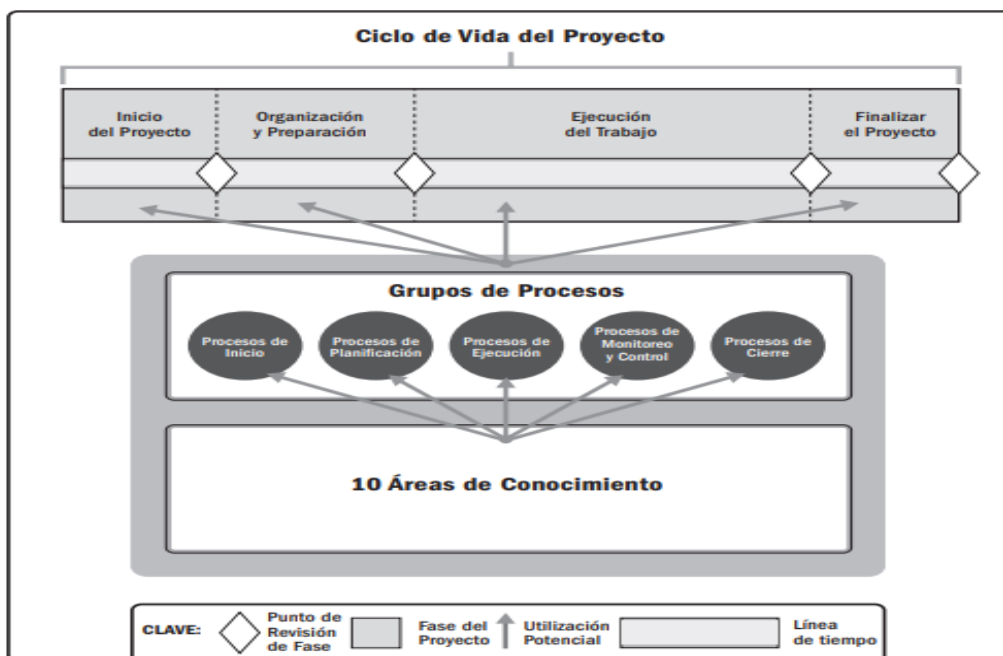 Ciclo de Vida del Proyecto
Inicio
del Proyecto
Organización
y Preparación
Ejecución
del Trabajo
Finalizar
el Proyecto
Grupos de Procesos
Procesos de
Inicio
Procesos de
Planificación
Procesos de
Ejecución
Procesos de
Monitoreo
y Control
Procesos de
Cierre
10 Áreas de Conocimiento
CLAVE:
Punto de
Revisión
de Fase
Fase del
Proyecto
Utilización
Potencial
Línea
de tiempo